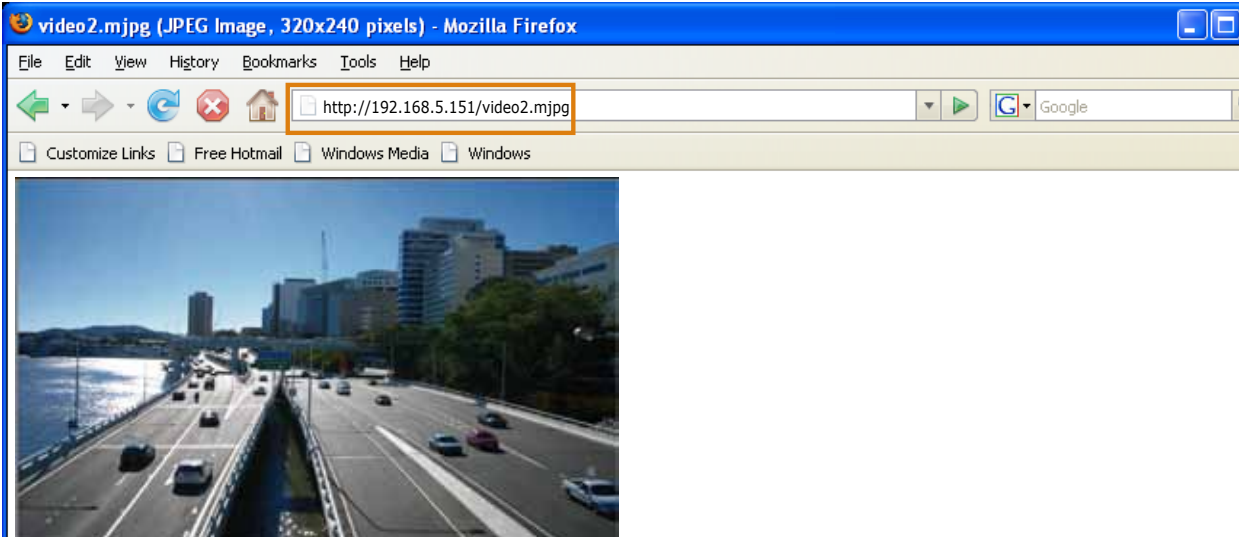 video2.mjpg (JPEG Image, 320x240 pixels) - Mozilla Firefox
File Edit View History Bookmarks Tools Help
http://192.168.5.151/video2.mjpg G Google
Customize Links Free Hotmail Windows Media Windows